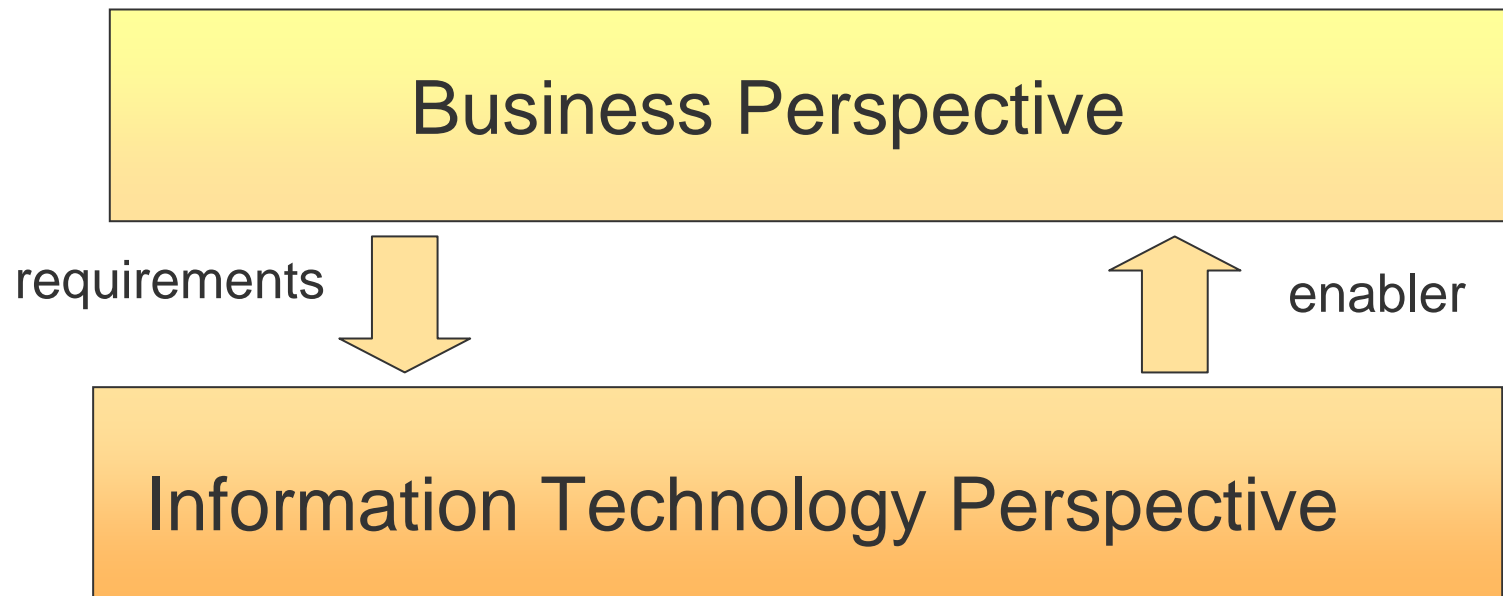 Business Perspective
requirements
enabler
Information Technology Perspective